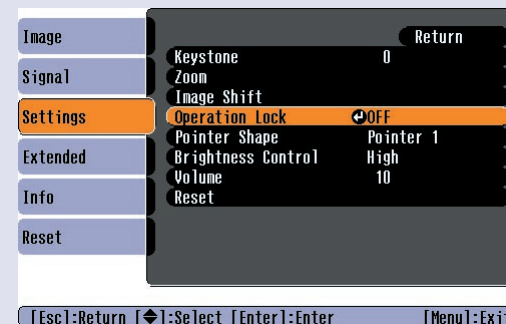 Image
Signal
Settings
Extended
Info
Reset
Return
Keystone 0
Zoom
Image Shift
Operation Lock OFF
Pointer Shape Pointer 1
Brightness Control High
Volume 10
Reset
[Esc]:Return [ ]:Select [Enter]:Enter [Menu]:Exit